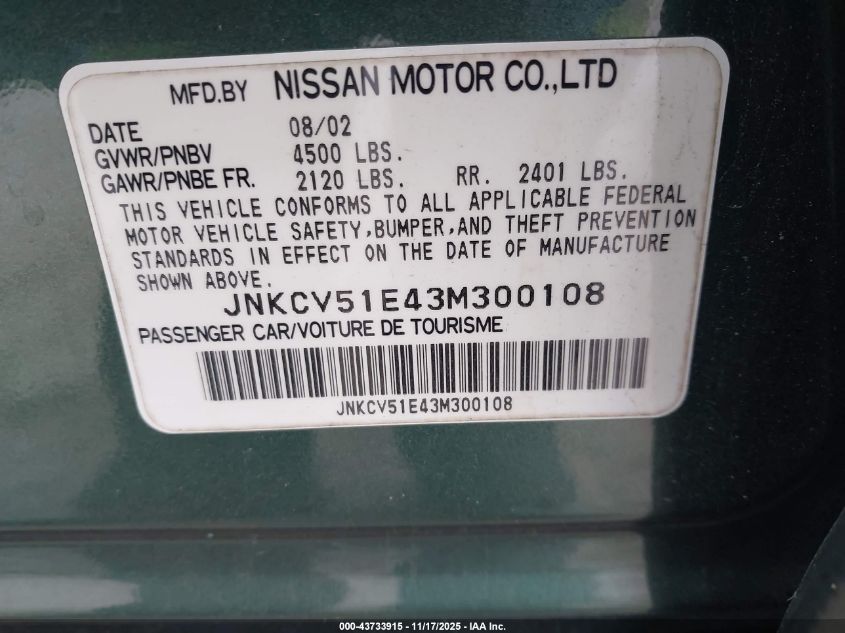 MFD.BY NISSAN MOTOR CO.,LTD
DATE 08/02
GVWR/PNBV 4500 LBS.
GAWR/PNBE FR. 2120 LBS. RR. 2401 LBS.
THIS VEHICLE CONFORMS TO ALL APPLICABLE FEDERAL
MOTOR VEHICLE SAFETY,BUMPER,AND THEFT PREVENTION
STANDARDS IN EFFECT ON THE DATE OF MANUFACTURE
SHOWN ABOVE.
JNKCV51E43M300108
PASSENGER CAR/VOITURE DE TOURISME
JNKCV51E43M300108
000-43733915 - 11/17/2025 - IAA Inc.